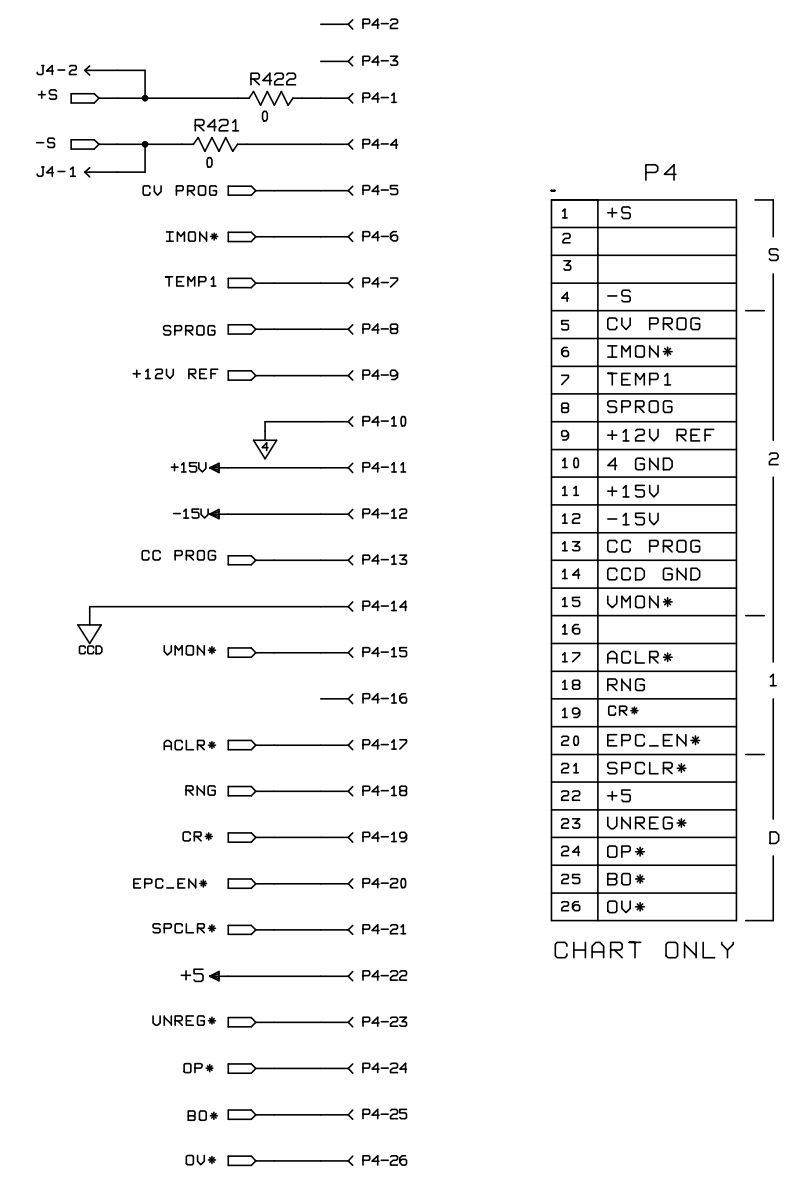 P4-2
P4-3
J4-2
R422
+S
P4-1
0
R421
-S
P4-4
0
J4-1
CV PROG P4-5
IMON* P4-6
TEMP1 P4-7
SPROG P4-8
+12V REF P4-9
P4-10
4
+15V P4-11
-15V P4-12
CC PROG P4-13
P4-14
CCD
VMON* P4-15
P4-16
ACLR* P4-17
RNG P4-18
CR* P4-19
EPC_EN* P4-20
SPCLR* P4-21
+5 P4-22
UNREG* P4-23
OP* P4-24
BO* P4-25
OV* P4-26
P4
1 +S
2
3
4 -S
5 CV PROG
6 IMON*
7 TEMP1
8 SPROG
9 +12V REF
10 4 GND
11 +15V
12 -15V
13 CC PROG
14 CCD GND
15 VMON*
16
17 ACLR*
18 RNG
19 CR*
20 EPC_EN*
21 SPCLR*
22 +5
23 UNREG*
24 OP*
25 BO*
26 OV*
S
2
1
D
CHART ONLY